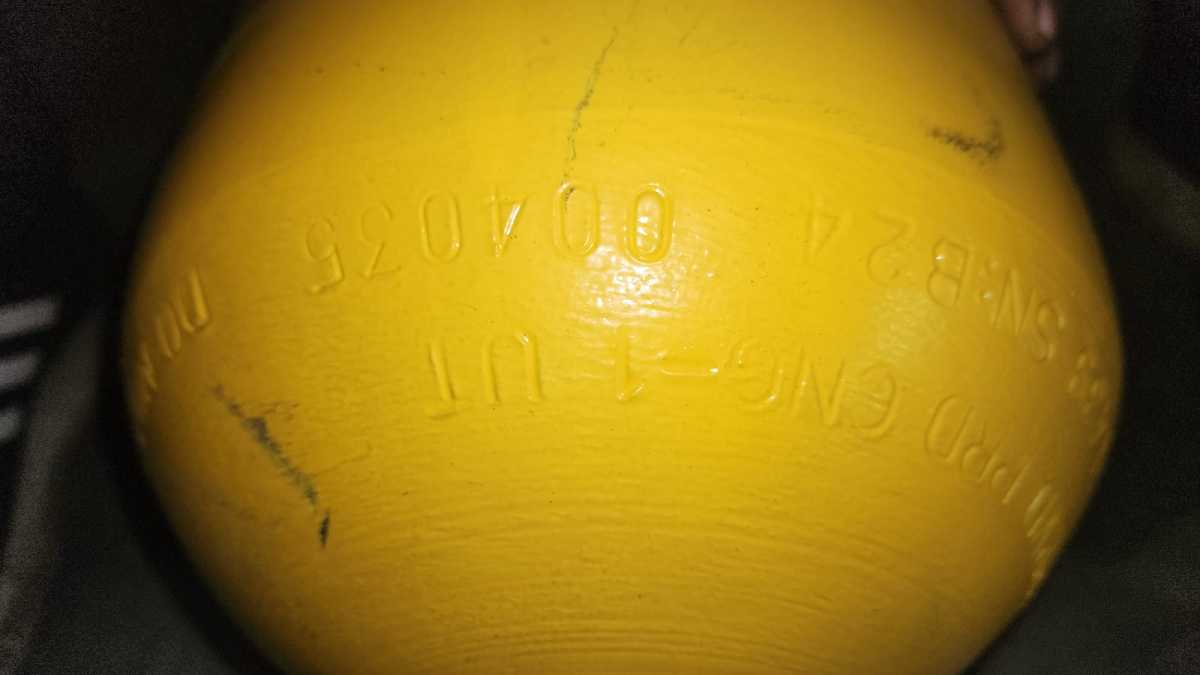 PRD CNG-1 UT
SN:B24 004035